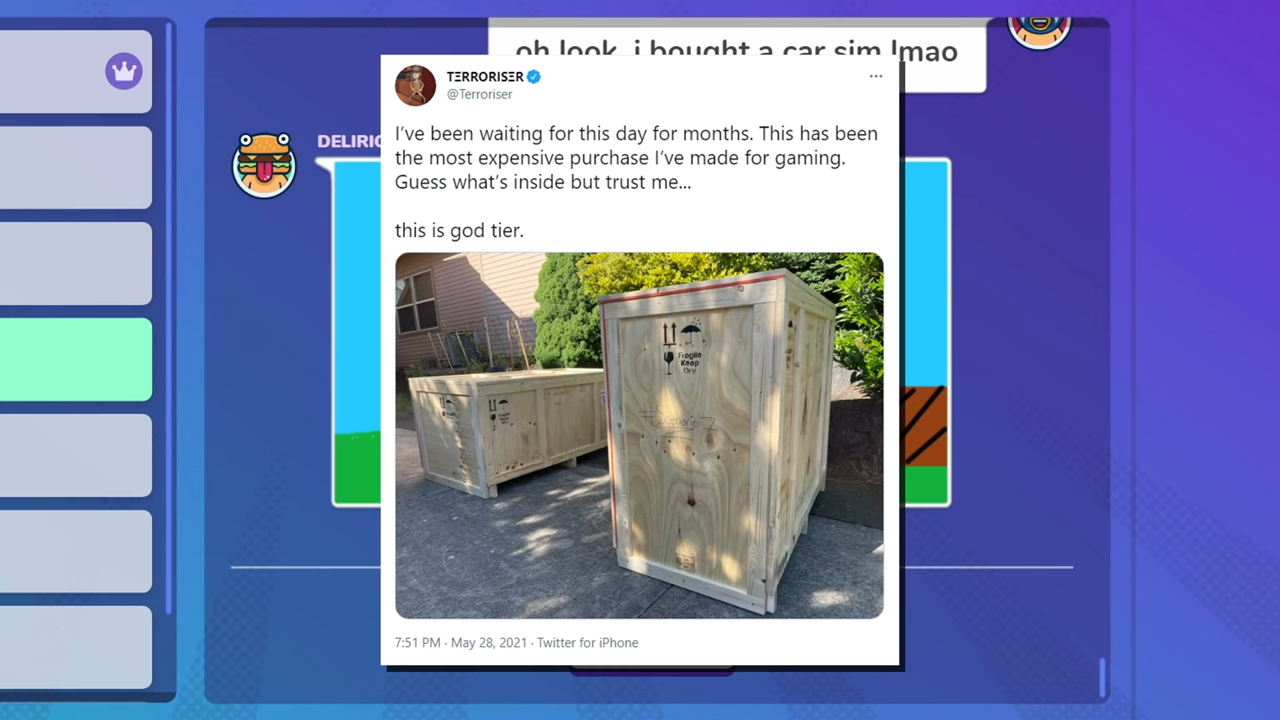 oh look, i bought a car sim lmao
TΞRRORISΞR
@Terroriser
DELIRIO
I’ve been waiting for this day for months. This has been
the most expensive purchase I’ve made for gaming.
Guess what’s inside but trust me...
this is god tier.
Fragile
Keep
Dry
7:51 PM · May 28, 2021 · Twitter for iPhone